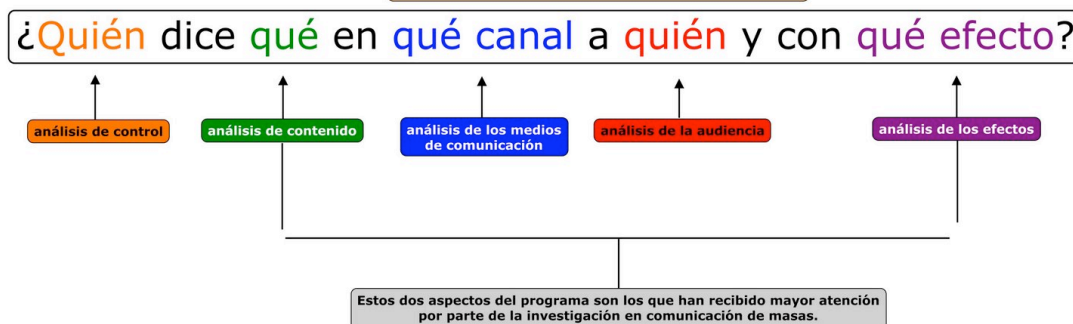 ¿Quién dice qué en qué canal a quién y con qué efecto?
análisis de control
análisis de contenido
análisis de los medios
de comunicación
análisis de la audiencia
análisis de los efectos
Estos dos aspectos del programa son los que han recibido mayor atención
por parte de la investigación en comunicación de masas.